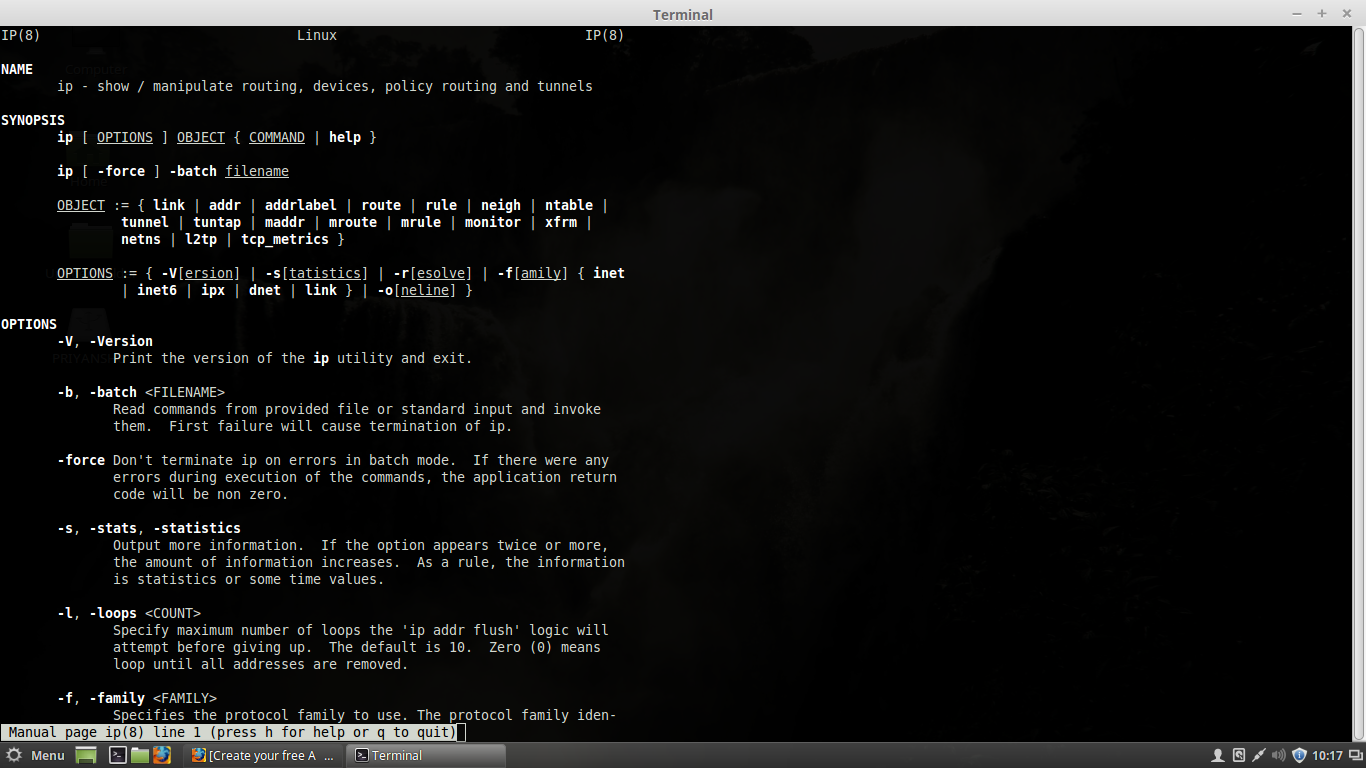 Terminal
IP(8) Linux IP(8)
NAME
ip - show / manipulate routing, devices, policy routing and tunnels
SYNOPSIS
ip [ OPTIONS ] OBJECT { COMMAND | help }
ip [ -force ] -batch filename
OBJECT := { link | addr | addrlabel | route | rule | neigh | ntable |
tunnel | tuntap | maddr | mroute | mrule | monitor | xfrm |
netns | l2tp | tcp_metrics }
OPTIONS := { -V[ersion] | -s[tatistics] | -r[esolve] | -f[amily] { inet
| inet6 | ipx | dnet | link } | -o[neline] }
OPTIONS
-V, -Version
Print the version of the ip utility and exit.
-b, -batch <FILENAME>
Read commands from provided file or standard input and invoke
them.  First failure will cause termination of ip.
-force Don't terminate ip on errors in batch mode.  If there were any
errors during execution of the commands, the application return
code will be non zero.
-s, -stats, -statistics
Output more information.  If the option appears twice or more,
the amount of information increases.  As a rule, the information
is statistics or some time values.
-l, -loops <COUNT>
Specify maximum number of loops the 'ip addr flush' logic will
attempt before giving up.  The default is 10.  Zero (0) means
loop until all addresses are removed.
-f, -family <FAMILY>
Specifies the protocol family to use. The protocol family iden-
Manual page ip(8) line 1 (press h for help or q to quit)
Menu [Create your free A ... Terminal 10:17